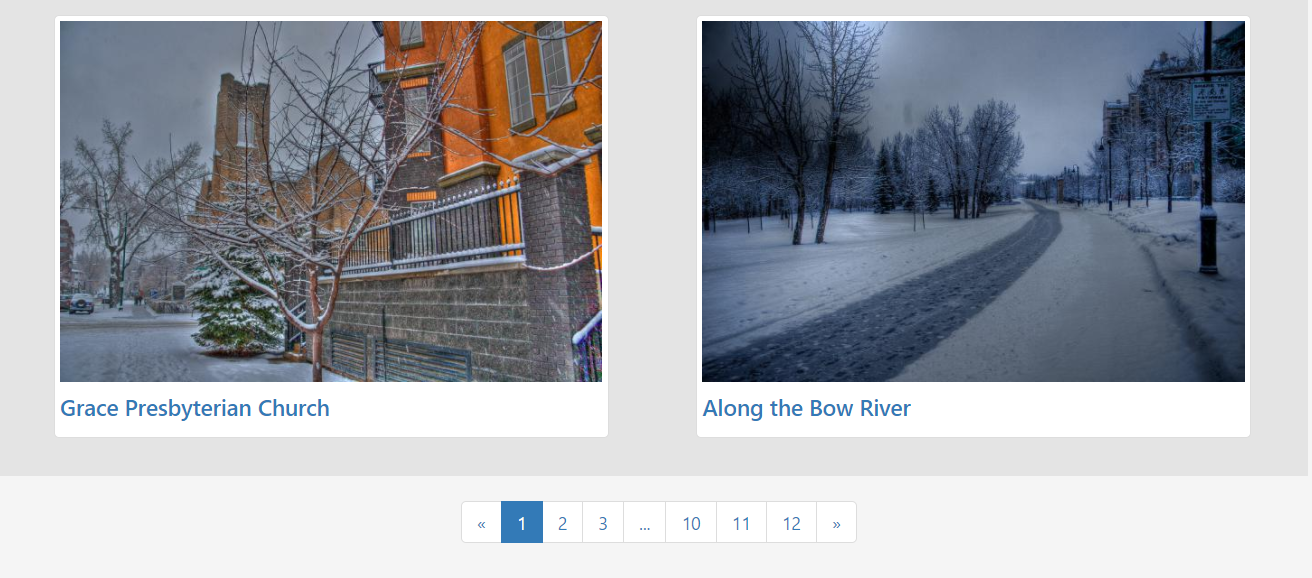 Grace Presbyterian Church
Along the Bow River
« 1 2 3 ... 10 11 12 »